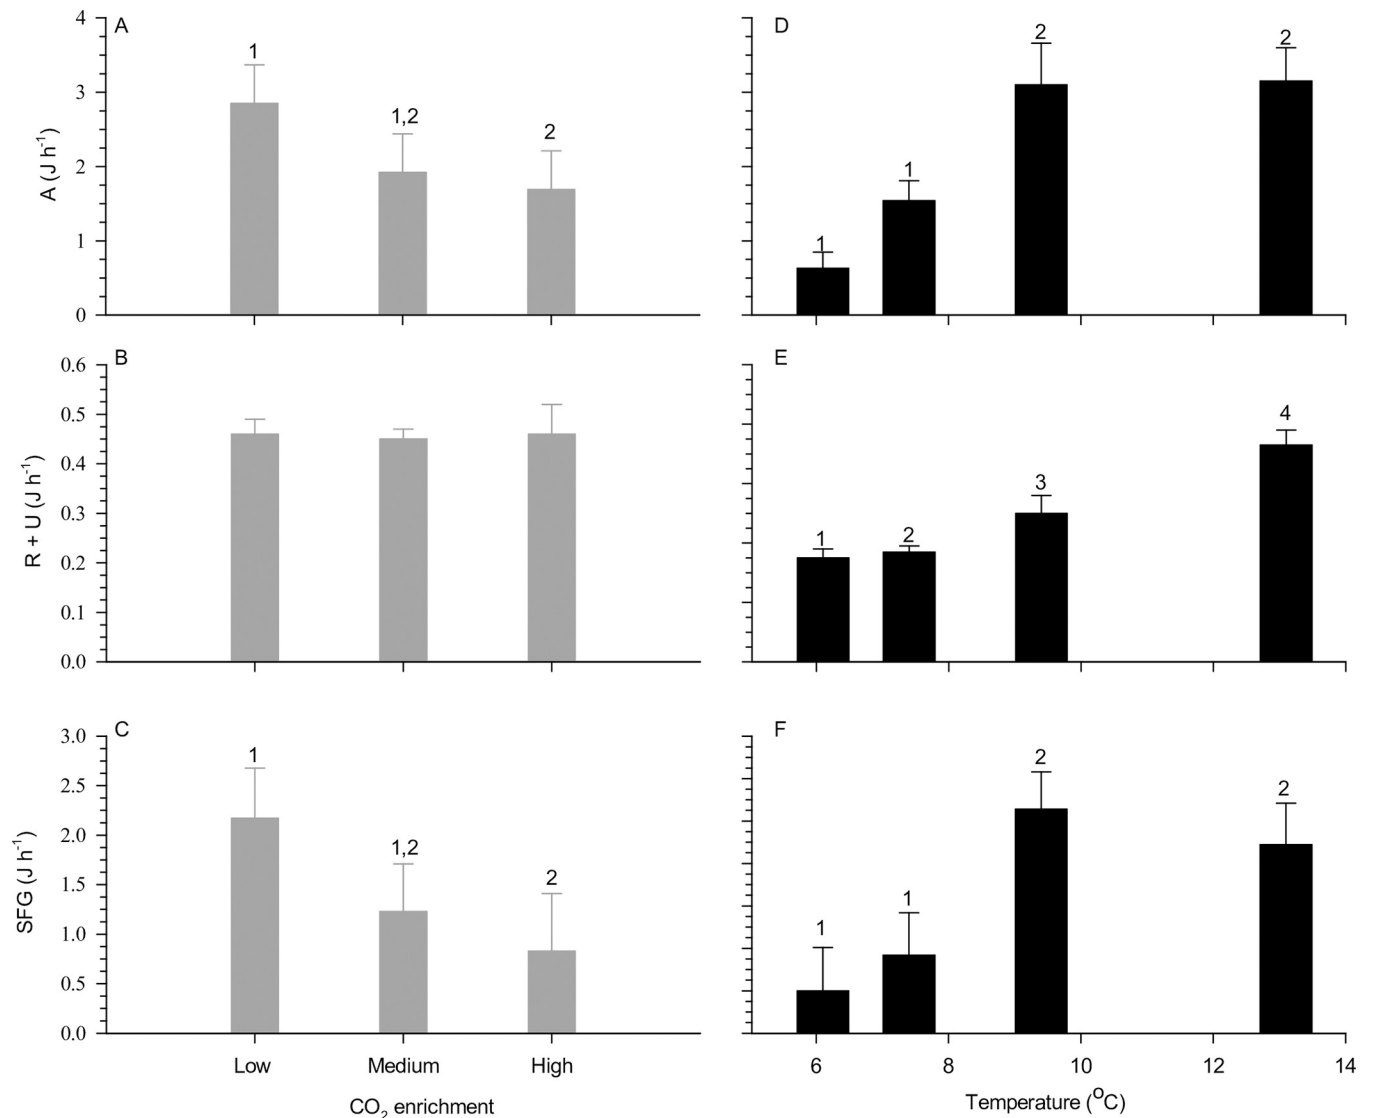 A
D
4
3
2
1
0
A (J h-1)
1
1,2
2
1
1
2
2
B
E
0.6
0.5
0.4
0.3
0.2
0.1
0.0
R + U (J h-1)
1
2
3
4
C
F
3.0
2.5
2.0
1.5
1.0
0.5
0.0
SFG (J h-1)
1
1,2
2
1
1
2
2
Low Medium High
6 8 10 12 14
CO2 enrichment
Temperature (OC)